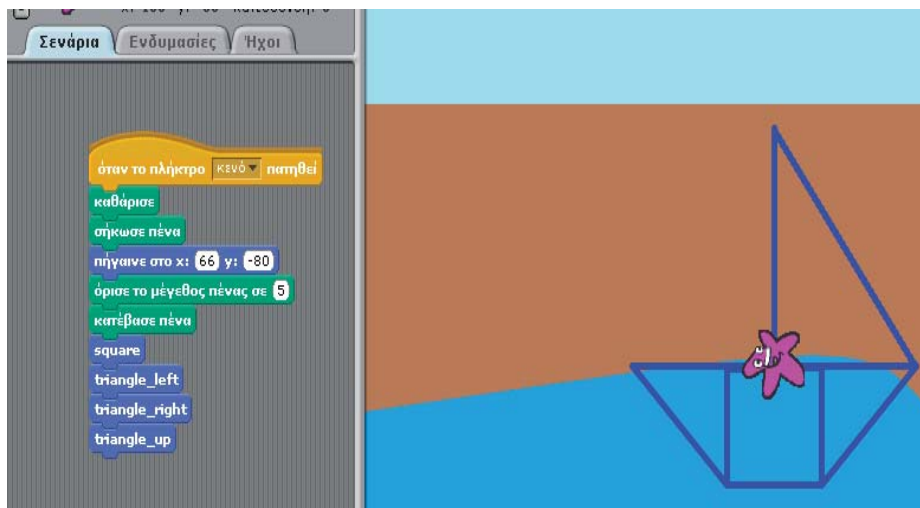 Σενάρια Ενδυμασίες Ήχοι
όταν το πλήκτρο κενό πατηθεί
καθάρισε
σήκωσε πένα
πήγαινε στο x: 66 y: -80
όρισε το μέγεθος πένας σε 5
κατέβασε πένα
square
triangle_left
triangle_right
triangle_up